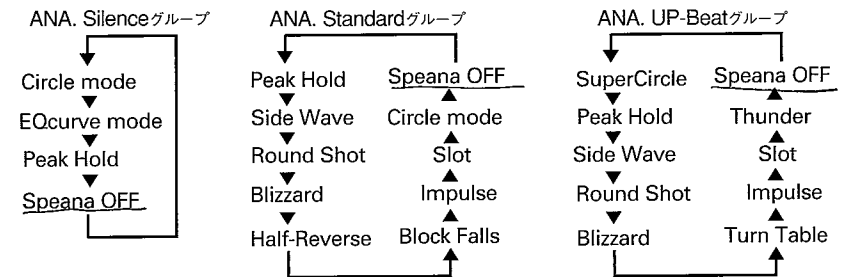 ANA. Silenceグループ
Circle mode
EQcurve mode
Peak Hold
Speana OFF
ANA. Standardグループ
Peak Hold
Side Wave
Round Shot
Blizzard
Half-Reverse
Speana OFF
Circle mode
Slot
Impulse
Block Falls
ANA. UP-Beatグループ
SuperCircle
Peak Hold
Side Wave
Round Shot
Blizzard
Speana OFF
Thunder
Slot
Impulse
Turn Table